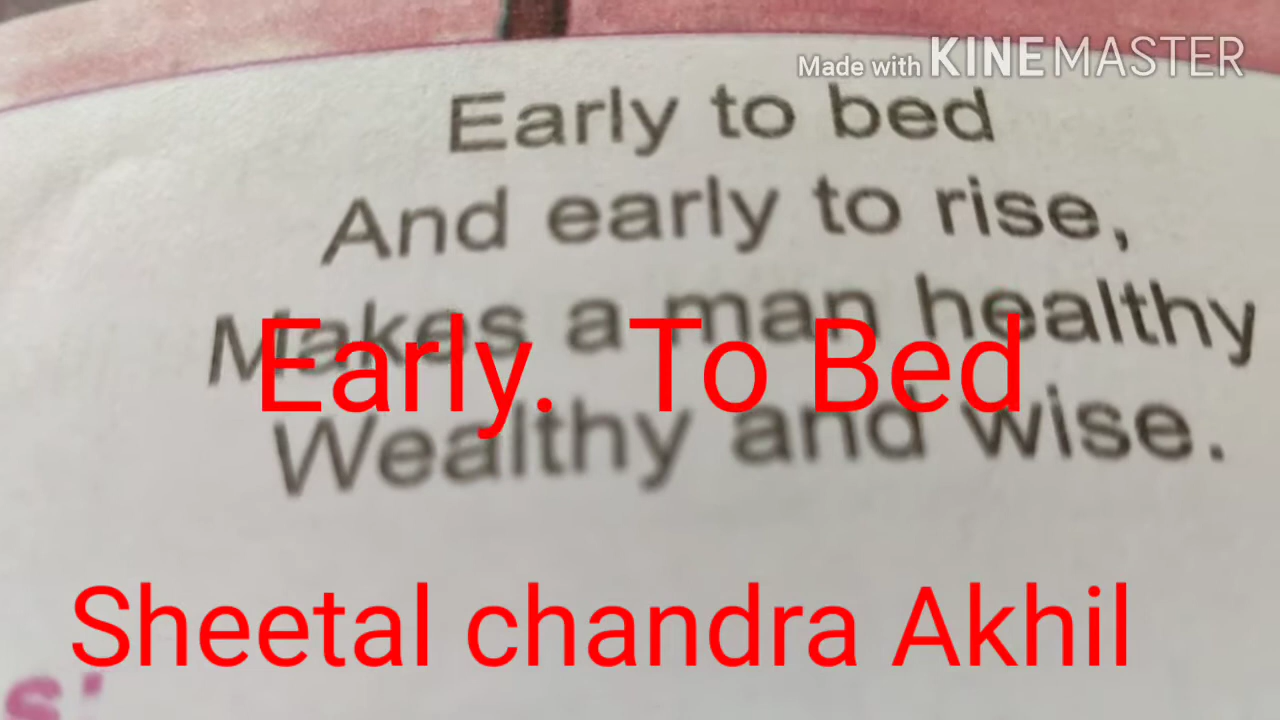 Made with KINEMASTER
Early to bed
And early to rise,
Makes a man healthy
Early. To Bed
Wealthy and wise.
Sheetal chandra Akhil
s'